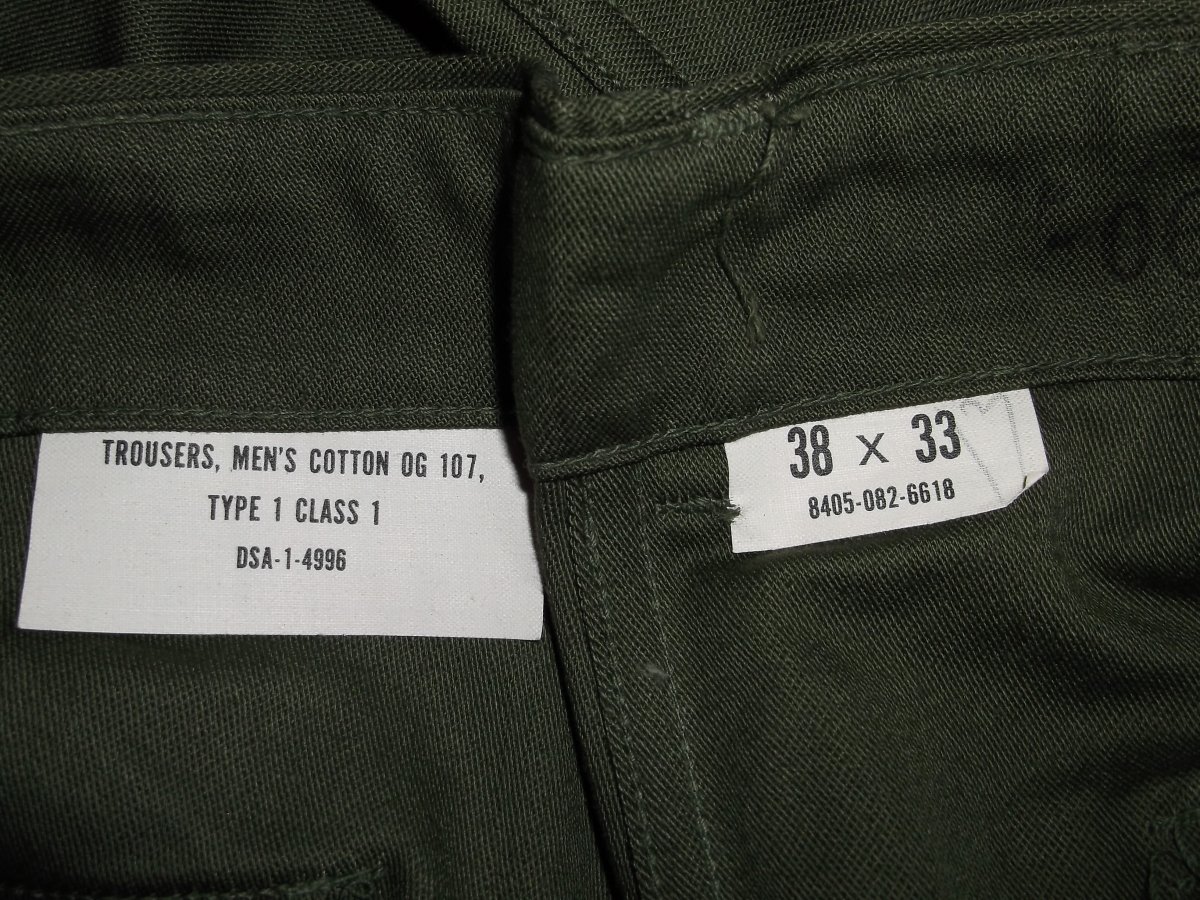 TROUSERS, MEN'S COTTON OG 107,
TYPE 1 CLASS 1
DSA-1-4996
38 x 33
8405-082-6618